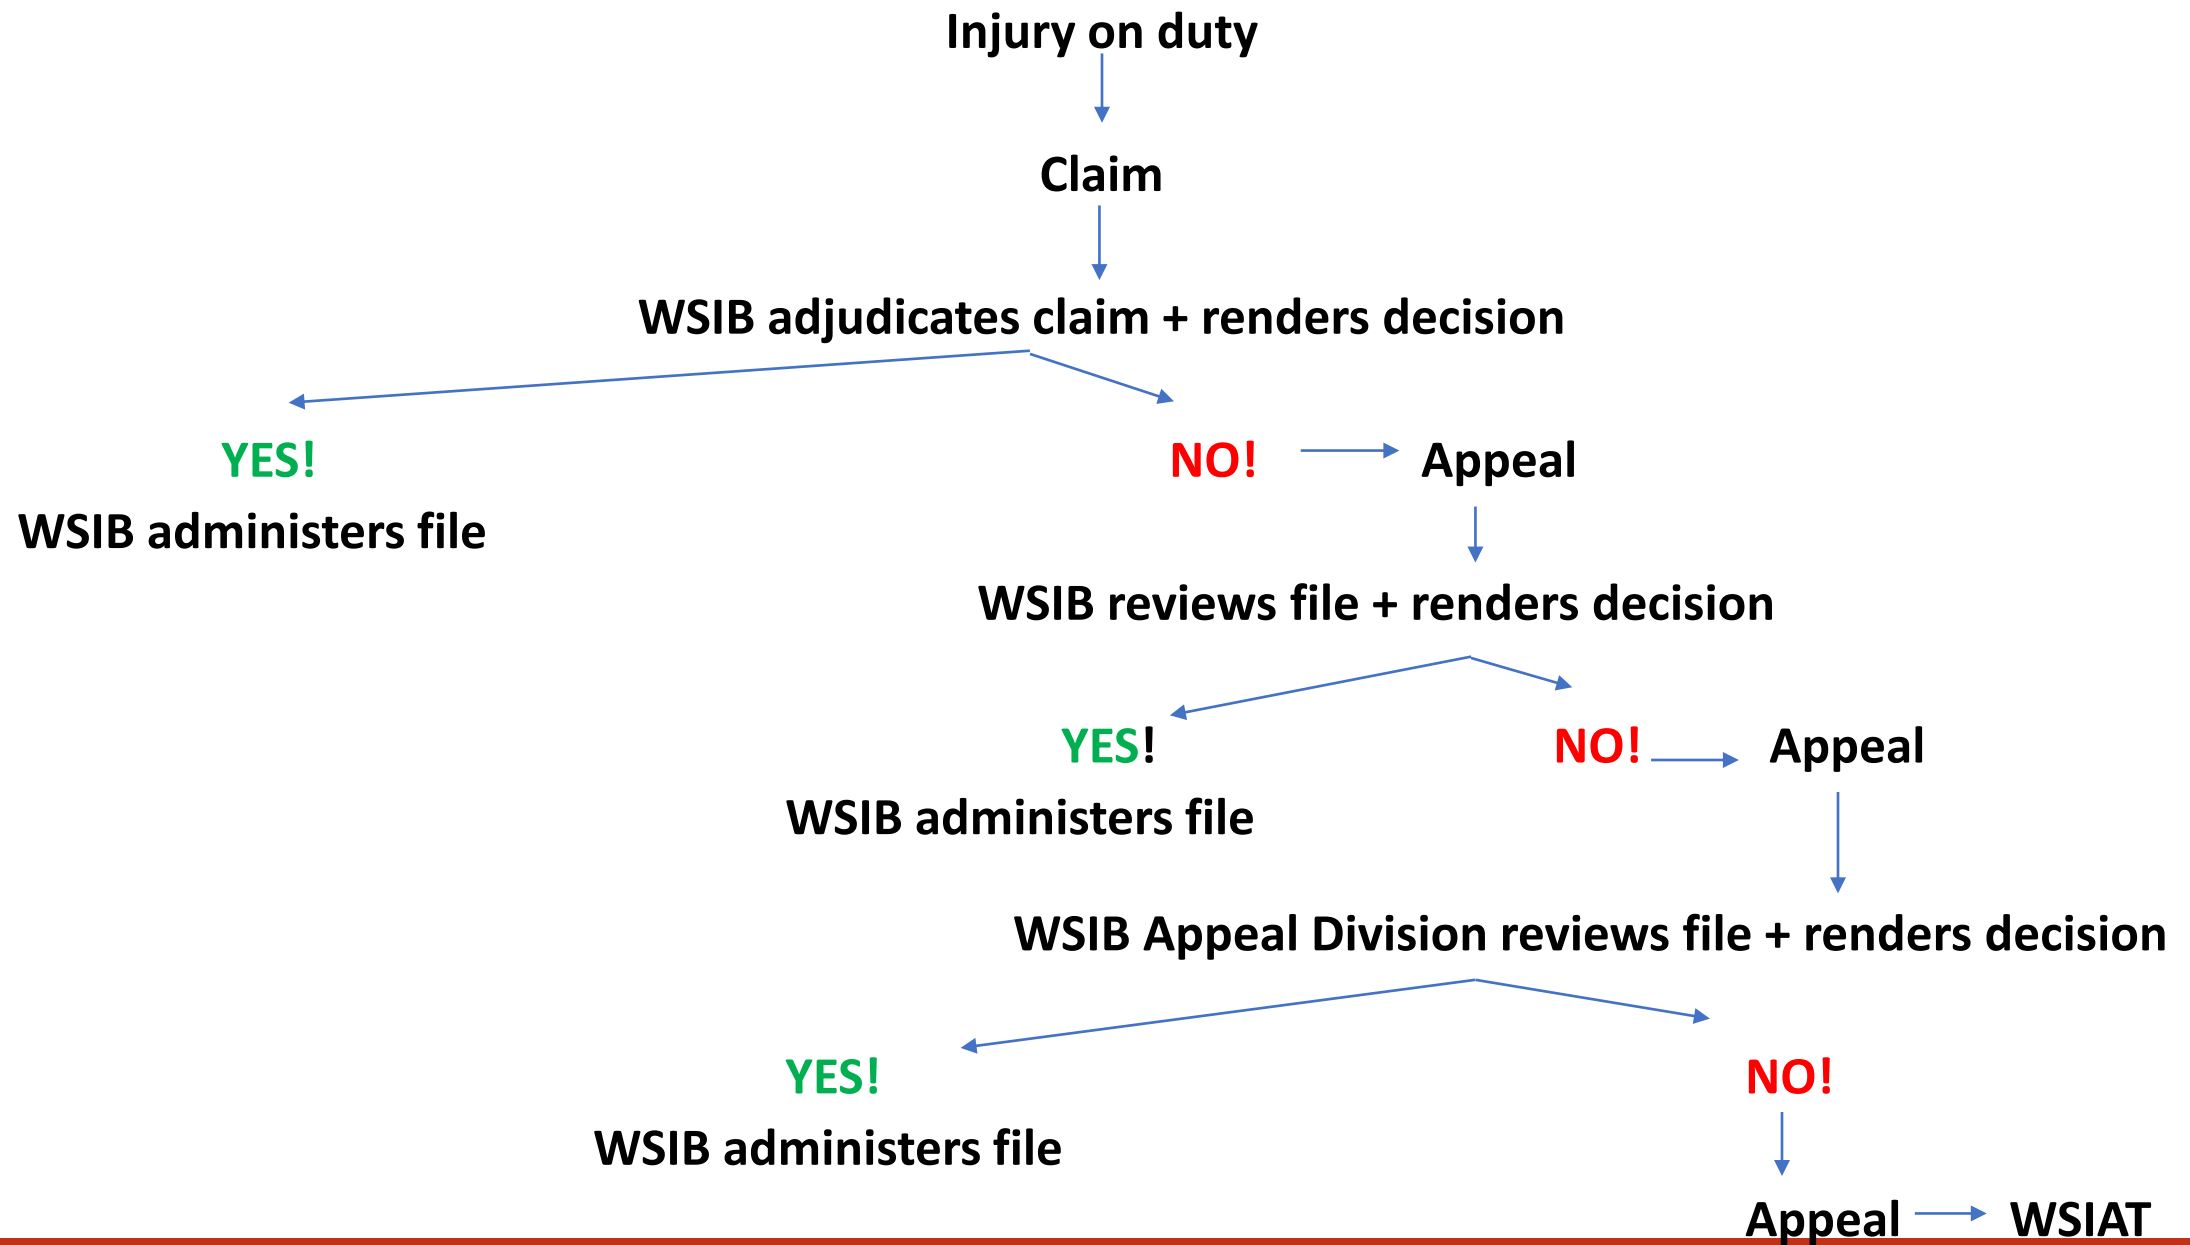 Injury on duty
Claim
WSIB adjudicates claim + renders decision
YES! NO! Appeal
WSIB administers file
WSIB reviews file + renders decision
YES! NO! Appeal
WSIB administers file
WSIB Appeal Division reviews file + renders decision
YES! NO!
WSIB administers file
Appeal WSIAT